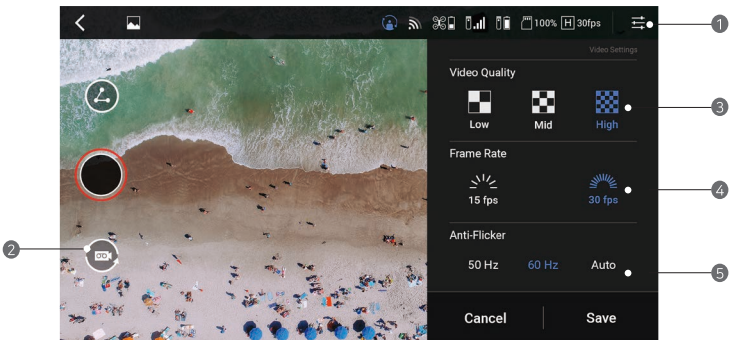 100% H 30fps
1
Video Settings
Video Quality
Low Mid High
3
Frame Rate
15 fps 30 fps
4
2
Anti-Flicker
50 Hz 60 Hz Auto
5
Cancel Save